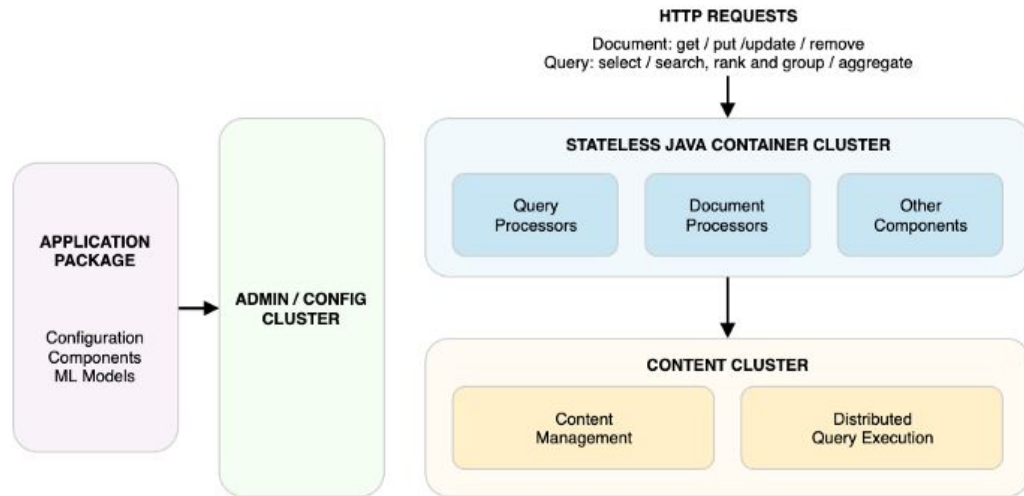 HTTP REQUESTS
Document: get / put /update / remove
Query: select / search, rank and group / aggregate
STATELESS JAVA CONTAINER CLUSTER
Query
Processors
Document
Processors
Other
Components
APPLICATION
PACKAGE
Configuration
Components
ML Models
ADMIN / CONFIG
CLUSTER
CONTENT CLUSTER
Content
Management
Distributed
Query Execution